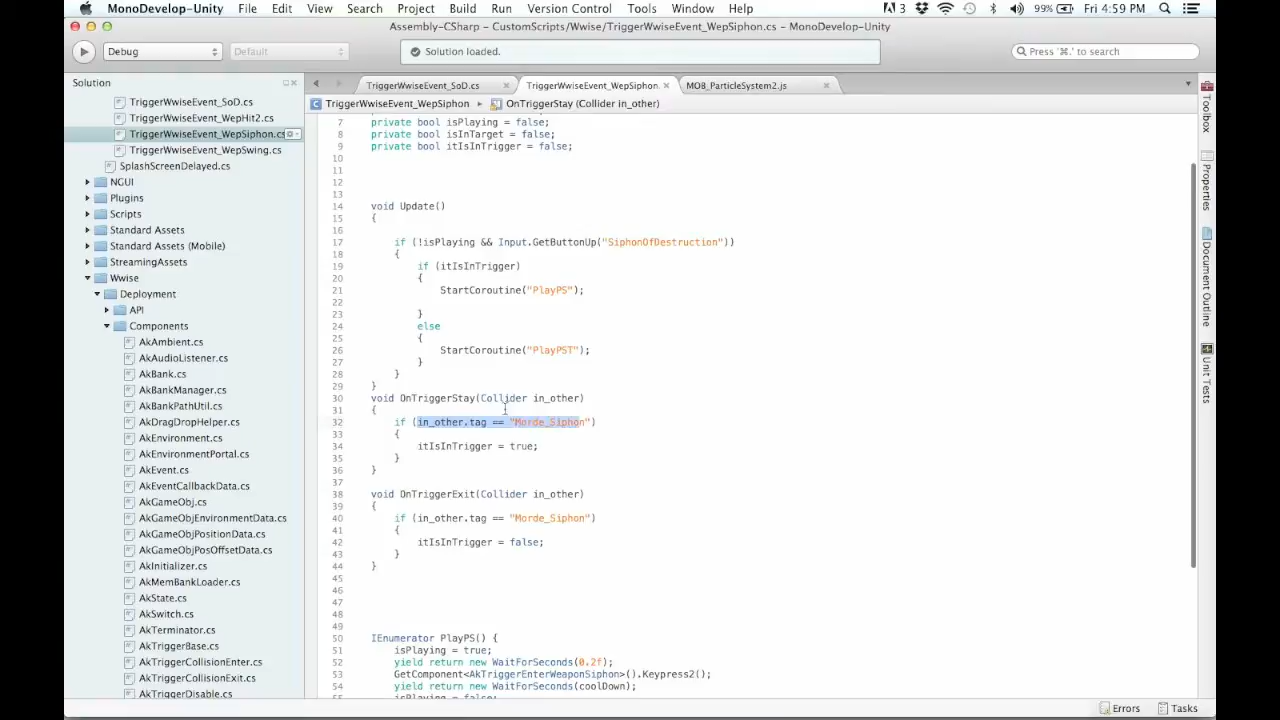 MonoDevelop-Unity File Edit View Search Project Build Run Version Control Tools Window Help 3 99% Fri 4:59 PM
Assembly-CSharp – CustomScripts/Wwise/TriggerWwiseEvent_WepSiphon.cs – MonoDevelop-Unity
Debug Default Solution loaded. Press '⌘.' to search
Solution
TriggerWwiseEvent_SoD.cs
TriggerWwiseEvent_WepHit2.cs
TriggerWwiseEvent_WepSiphon.cs
TriggerWwiseEvent_WepSwing.cs
SplashScreenDelayed.cs
NGUI
Plugins
Scripts
Standard Assets
Standard Assets (Mobile)
StreamingAssets
Wwise
Deployment
API
Components
AkAmbient.cs
AkAudioListener.cs
AkBank.cs
AkBankManager.cs
AkBankPathUtil.cs
AkDragDropHelper.cs
AkEnvironment.cs
AkEnvironmentPortal.cs
AkEvent.cs
AkEventCallbackData.cs
AkGameObj.cs
AkGameObjEnvironmentData.cs
AkGameObjPositionData.cs
AkGameObjPosOffsetData.cs
AkInitializer.cs
AkMemBankLoader.cs
AkState.cs
AkSwitch.cs
AkTerminator.cs
AkTriggerBase.cs
AkTriggerCollisionEnter.cs
AkTriggerCollisionExit.cs
AkTriggerDisable.cs
TriggerWwiseEvent_SoD.cs TriggerWwiseEvent_WepSiphon. MOB_ParticleSystem2.js
TriggerWwiseEvent_WepSiphon OnTriggerStay (Collider in_other)
7 private bool isPlaying = false;
8 private bool isInTarget = false;
9 private bool itIsInTrigger = false;
10
11
12
13
14 void Update()
15 {
16
17 if (!isPlaying && Input.GetButtonUp("SiphonOfDestruction"))
18 {
19 if (itIsInTrigger)
20 {
21 StartCoroutine("PlayPS");
22
23 }
24 else
25 {
26 StartCoroutine("PlayPST");
27 }
28 }
29 }
30 void OnTriggerStay(Collider in_other)
31 {
32 if (in_other.tag == "Morde_Siphon")
33 {
34 itIsInTrigger = true;
35 }
36 }
37
38 void OnTriggerExit(Collider in_other)
39 {
40 if (in_other.tag == "Morde_Siphon")
41 {
42 itIsInTrigger = false;
43 }
44 }
45
46
47
48
49
50 IEnumerator PlayPS() {
51 isPlaying = true;
52 yield return new WaitForSeconds(0.2f);
53 GetComponent<AkTriggerEnterWeaponSiphon>().Keypress2();
54 yield return new WaitForSeconds(coolDown);
55 isPlaying = false;
Toolbox
Properties
Document Outline
Unit Tests
Errors Tasks